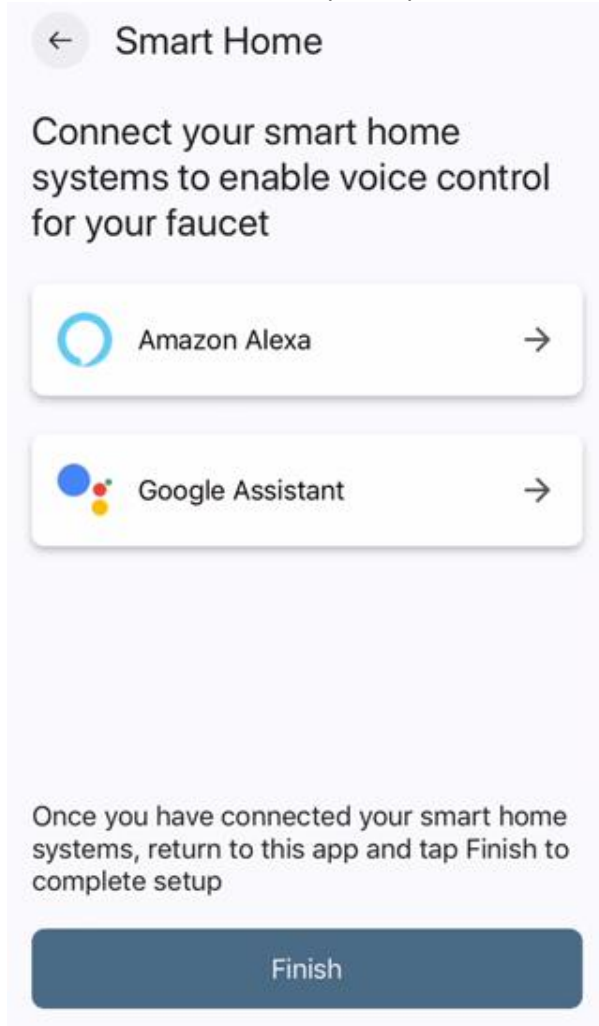 Smart Home
Connect your smart home
systems to enable voice control
for your faucet
Amazon Alexa
Google Assistant
Once you have connected your smart home
systems, return to this app and tap Finish to
complete setup
Finish